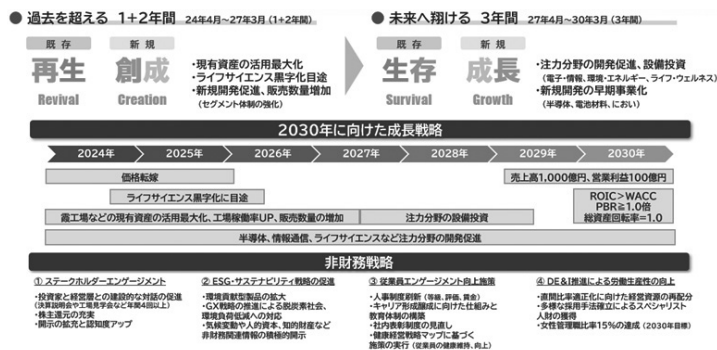 ● 過去を超える 1+2年間 24年4月～27年3月(1+2年間)
既存
再生
Revival
新規
創成
Creation
・現有資産の活用最大化
・ライフサイエンス黒字化目途
・新規開発促進、販売数量増加
(セグメント体制の強化)
● 未来へ翔ける 3年間 27年4月～30年3月(3年間)
既存
生存
Survival
新規
成長
Growth
・注力分野の開発促進、設備投資
(電子・情報、環境・エネルギー、ライフ・ウェルネス)
・新規開発の早期事業化
(半導体、電池材料、におい)
2030年に向けた成長戦略
2024年 2025年 2026年 2027年 2028年 2029年 2030年
価格転嫁
売上高1,000億円、営業利益100億円
ライフサイエンス黒字化に目途
ROIC>WACC
PBR≧1.0倍
総資産回転率=1.0
霞工場などの現有資産の活用最大化、工場稼働率UP、販売数量の増加
注力分野の設備投資
半導体、情報通信、ライフサイエンスなど注力分野の開発促進
非財務戦略
① ステークホルダーエンゲージメント
・投資家と経営層との建設的な対話の促進
(決算説明会や工場見学会など年間4回以上)
・株主還元の充実
・開示の拡充と認知度アップ
② ESG・サステナビリティ戦略の促進
・環境貢献型製品の拡大
・GX戦略の推進による脱炭素社会、
環境負荷低減への対応
・気候変動や人的資本、知的財産など
非財務関連情報の積極的開示
③ 従業員エンゲージメント向上施策
・人事制度刷新(等級、評価、賃金)
・キャリア形成醸成に向けた仕組みと
教育体制の構築
・社内表彰制度の見直し
・健康経営戦略マップに基づく
施策の実行(従業員の健康維持、向上)
④ DE&I推進による労働生産性の向上
・直間比率適正化に向けた経営資源の再配分
・多様な採用手法確立によるスペシャリスト
人財の獲得
・女性管理職比率15%の達成(2030年目標)